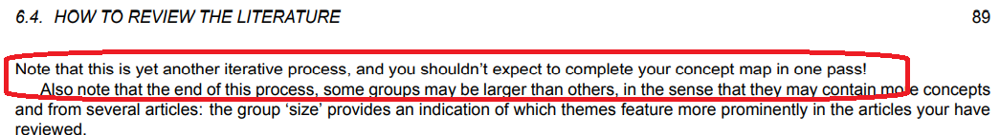 6.4. HOW TO REVIEW THE LITERATURE 89
Note that this is yet another iterative process, and you shouldn't expect to complete your concept map in one pass!
Also note that the end of this process, some groups may be larger than others, in the sense that they may contain more concepts
and from several articles: the group ‘size’ provides an indication of which themes feature more prominently in the articles your have
reviewed.